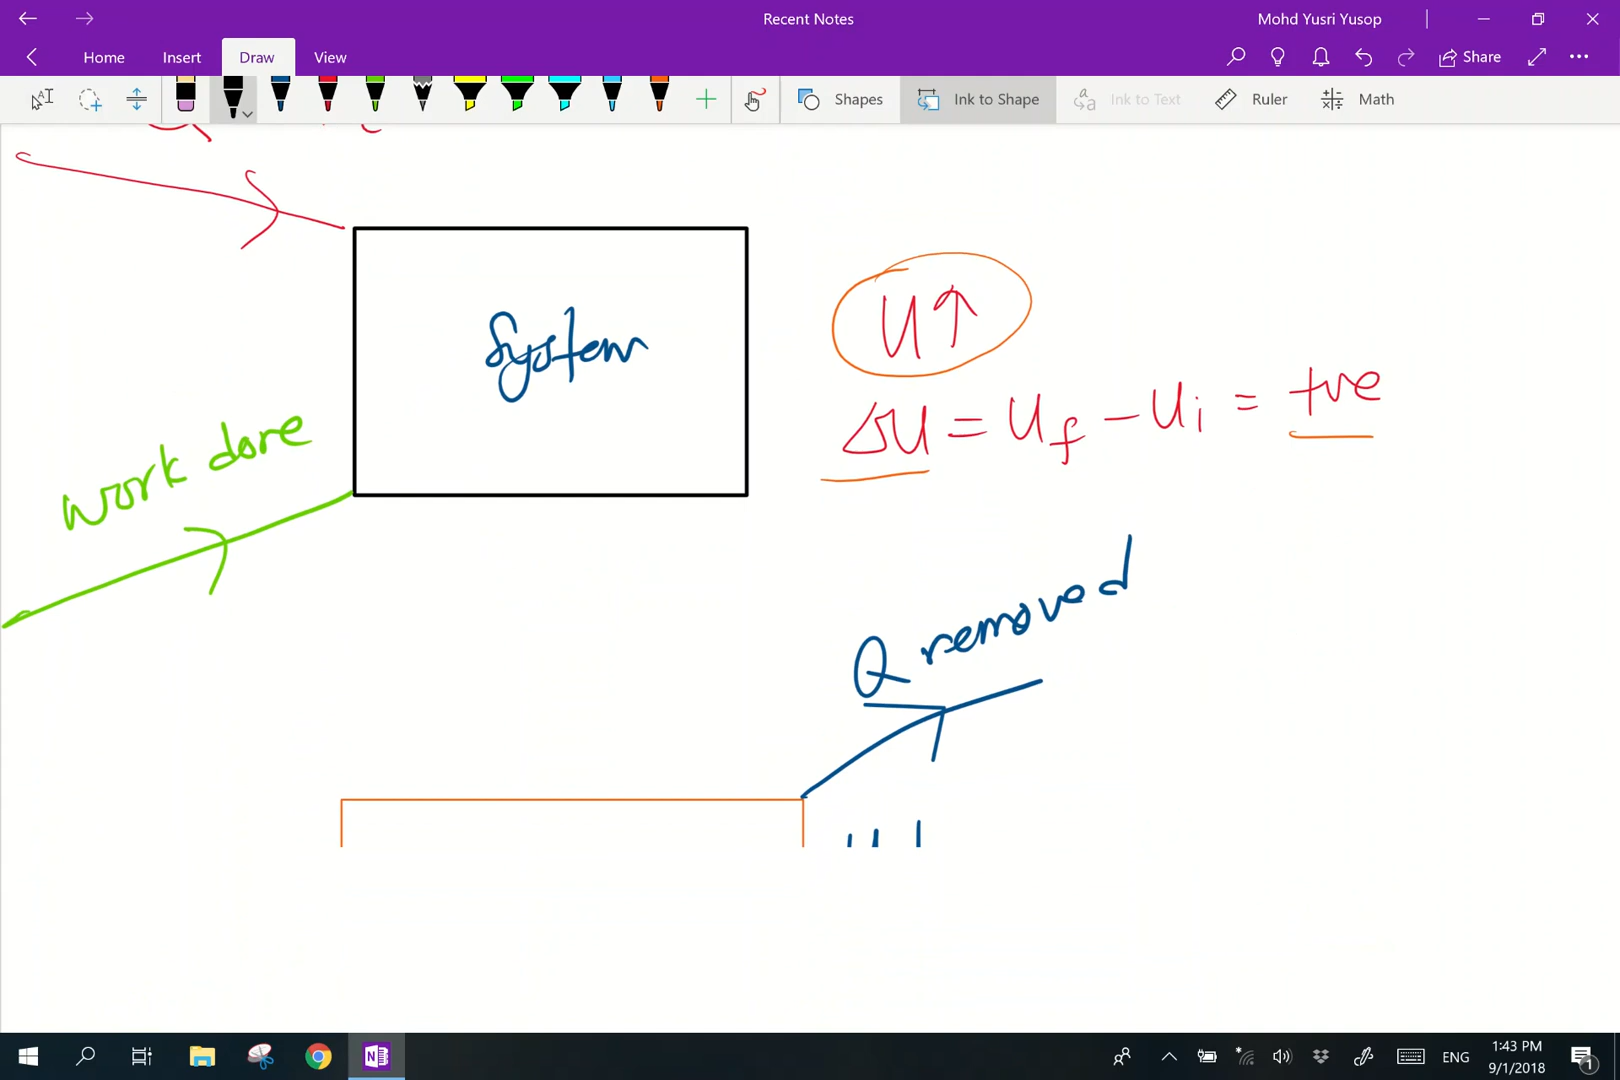 Recent Notes
Mohd Yusri Yusop
Home Insert Draw View
Share
Shapes
Ink to Shape
Ink to Text
Ruler
Math
System
U↑
ΔU = Uf - Ui = +ve
work done
Q removed
ENG
1:43 PM
9/1/2018
1